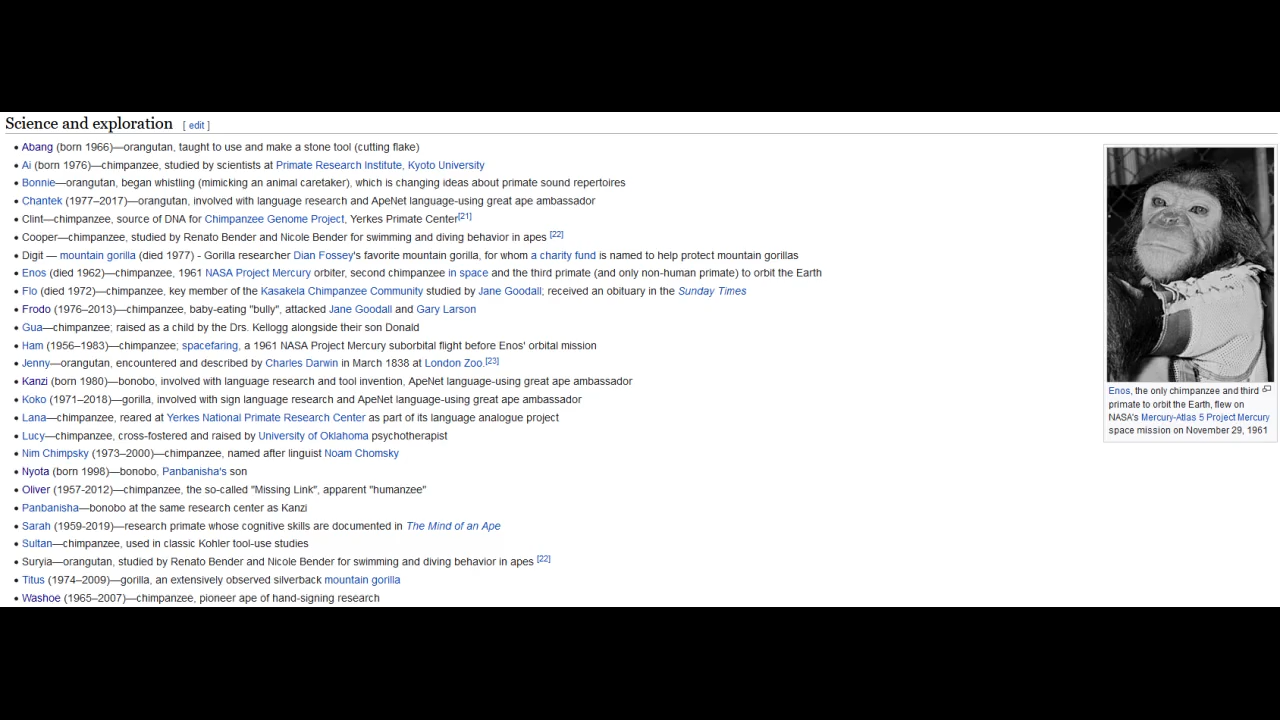 Science and exploration [ edit ]
• Abang (born 1966)—orangutan, taught to use and make a stone tool (cutting flake)
• Ai (born 1976)—chimpanzee, studied by scientists at Primate Research Institute, Kyoto University
• Bonnie—orangutan, began whistling (mimicking an animal caretaker), which is changing ideas about primate sound repertoires
• Chantek (1977–2017)—orangutan, involved with language research and ApeNet language-using great ape ambassador
• Clint—chimpanzee, source of DNA for Chimpanzee Genome Project, Yerkes Primate Center[21]
• Cooper—chimpanzee, studied by Renato Bender and Nicole Bender for swimming and diving behavior in apes [22]
• Digit — mountain gorilla (died 1977) - Gorilla researcher Dian Fossey's favorite mountain gorilla, for whom a charity fund is named to help protect mountain gorillas
• Enos (died 1962)—chimpanzee, 1961 NASA Project Mercury orbiter, second chimpanzee in space and the third primate (and only non-human primate) to orbit the Earth
• Flo (died 1972)—chimpanzee, key member of the Kasakela Chimpanzee Community studied by Jane Goodall; received an obituary in the Sunday Times
• Frodo (1976–2013)—chimpanzee, baby-eating "bully", attacked Jane Goodall and Gary Larson
• Gua—chimpanzee; raised as a child by the Drs. Kellogg alongside their son Donald
• Ham (1956–1983)—chimpanzee; spacefaring, a 1961 NASA Project Mercury suborbital flight before Enos' orbital mission
• Jenny—orangutan, encountered and described by Charles Darwin in March 1838 at London Zoo.[23]
• Kanzi (born 1980)—bonobo, involved with language research and tool invention, ApeNet language-using great ape ambassador
• Koko (1971–2018)—gorilla, involved with sign language research and ApeNet language-using great ape ambassador
• Lana—chimpanzee, reared at Yerkes National Primate Research Center as part of its language analogue project
• Lucy—chimpanzee, cross-fostered and raised by University of Oklahoma psychotherapist
• Nim Chimpsky (1973–2000)—chimpanzee, named after linguist Noam Chomsky
• Nyota (born 1998)—bonobo, Panbanisha's son
• Oliver (1957-2012)—chimpanzee, the so-called "Missing Link", apparent "humanzee"
• Panbanisha—bonobo at the same research center as Kanzi
• Sarah (1959-2019)—research primate whose cognitive skills are documented in The Mind of an Ape
• Sultan—chimpanzee, used in classic Kohler tool-use studies
• Suryia—orangutan, studied by Renato Bender and Nicole Bender for swimming and diving behavior in apes [22]
• Titus (1974–2009)—gorilla, an extensively observed silverback mountain gorilla
• Washoe (1965–2007)—chimpanzee, pioneer ape of hand-signing research
Enos, the only chimpanzee and third
primate to orbit the Earth, flew on
NASA's Mercury-Atlas 5 Project Mercury
space mission on November 29, 1961